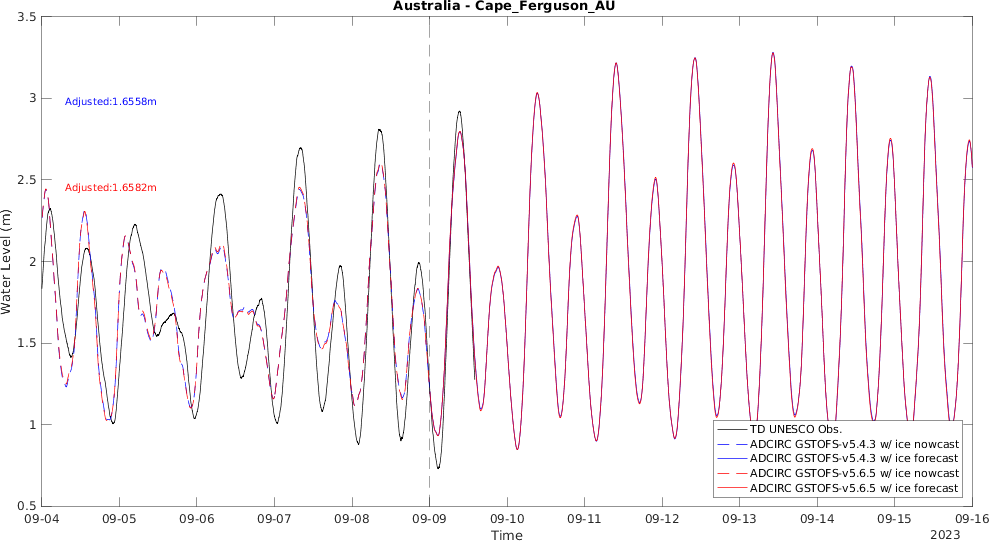 Australia - Cape_Ferguson_AU
3.5
3
2.5
2
1.5
1
0.5
Water Level (m)
Adjusted:1.6558m
Adjusted:1.6582m
TD UNESCO Obs.
ADCIRC GSTOFS-v5.4.3 w/ ice nowcast
ADCIRC GSTOFS-v5.4.3 w/ ice forecast
ADCIRC GSTOFS-v5.6.5 w/ ice nowcast
ADCIRC GSTOFS-v5.6.5 w/ ice forecast
09-04 09-05 09-06 09-07 09-08 09-09 09-10 09-11 09-12 09-13 09-14 09-15 09-16
Time
2023